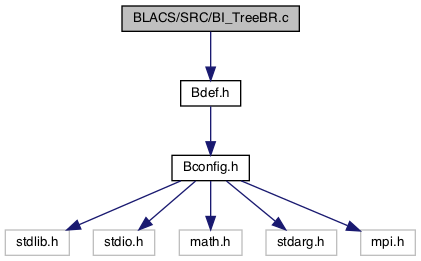 BLACS/SRC/BI_TreeBR.c
Bdef.h
Bconfig.h
stdlib.h
stdio.h
math.h
stdarg.h
mpi.h